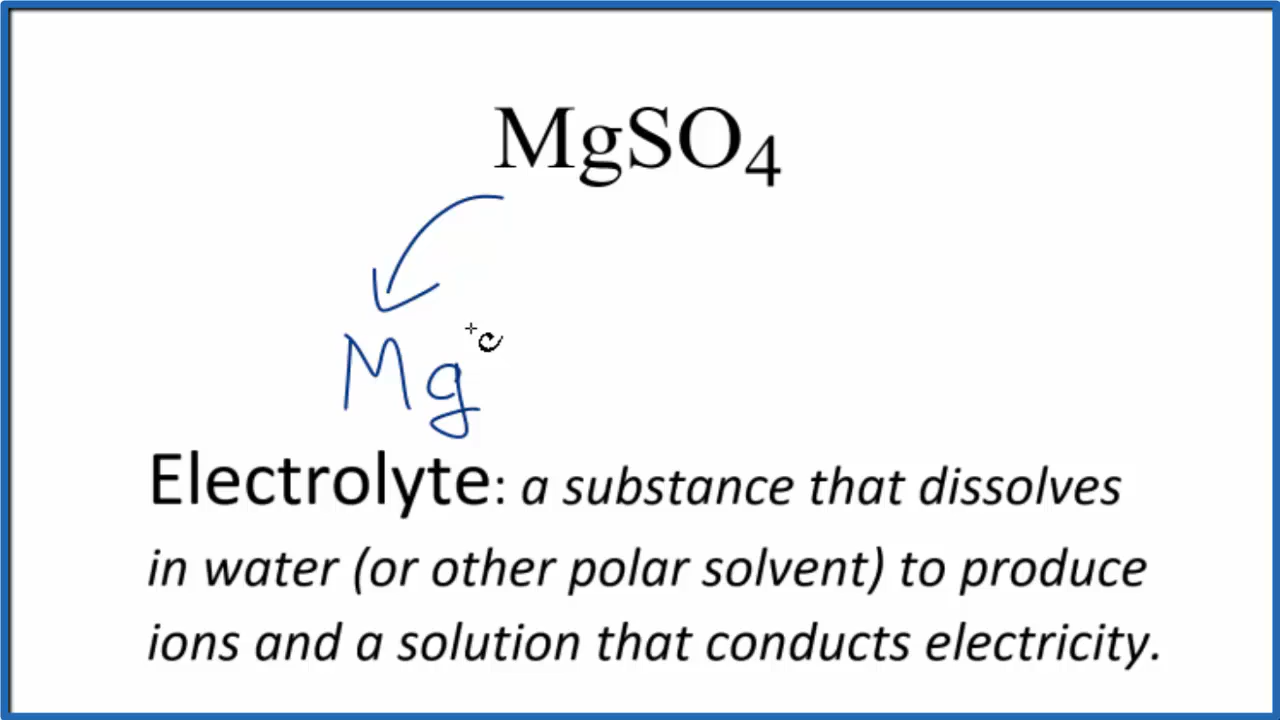 MgSO₄
Mg
Electrolyte: a substance that dissolves
in water (or other polar solvent) to produce
ions and a solution that conducts electricity.